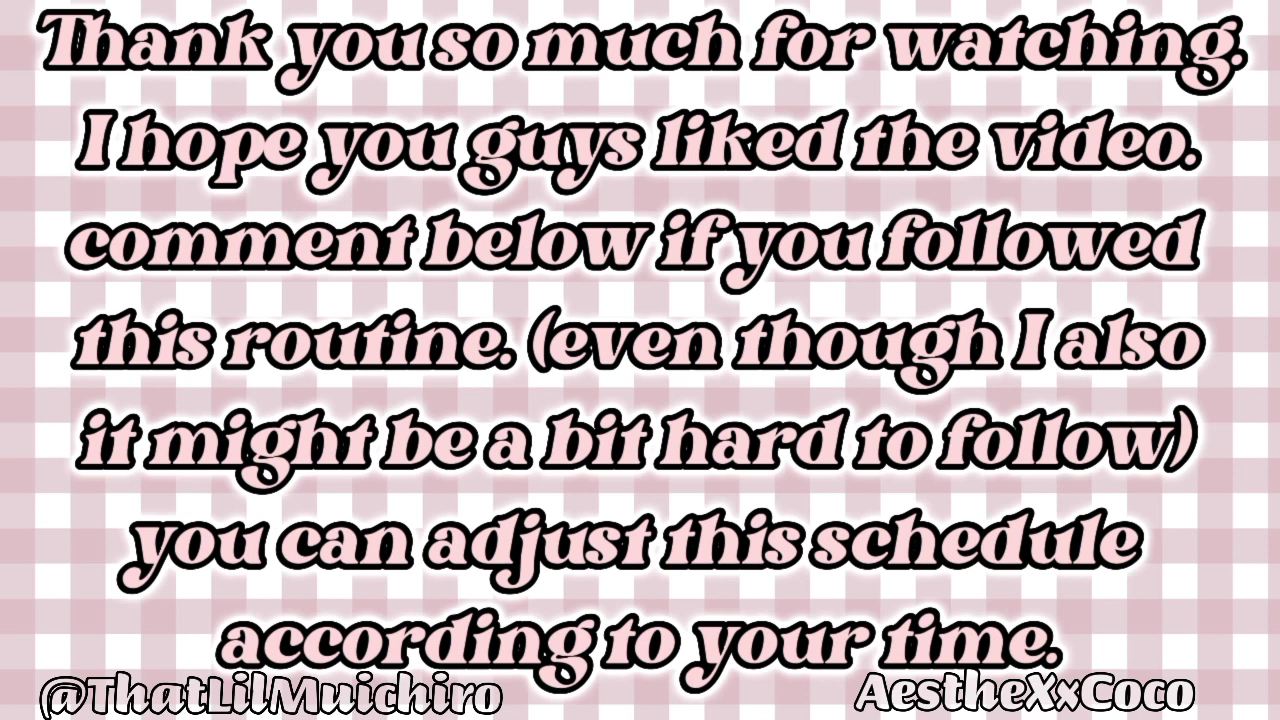 Thank you so much for watching.
I hope you guys liked the video.
comment below if you followed
this routine. (even though I also
it might be a bit hard to follow)
you can adjust this schedule
according to your time.
@ThatLilMuichiro
AestheXxCoco